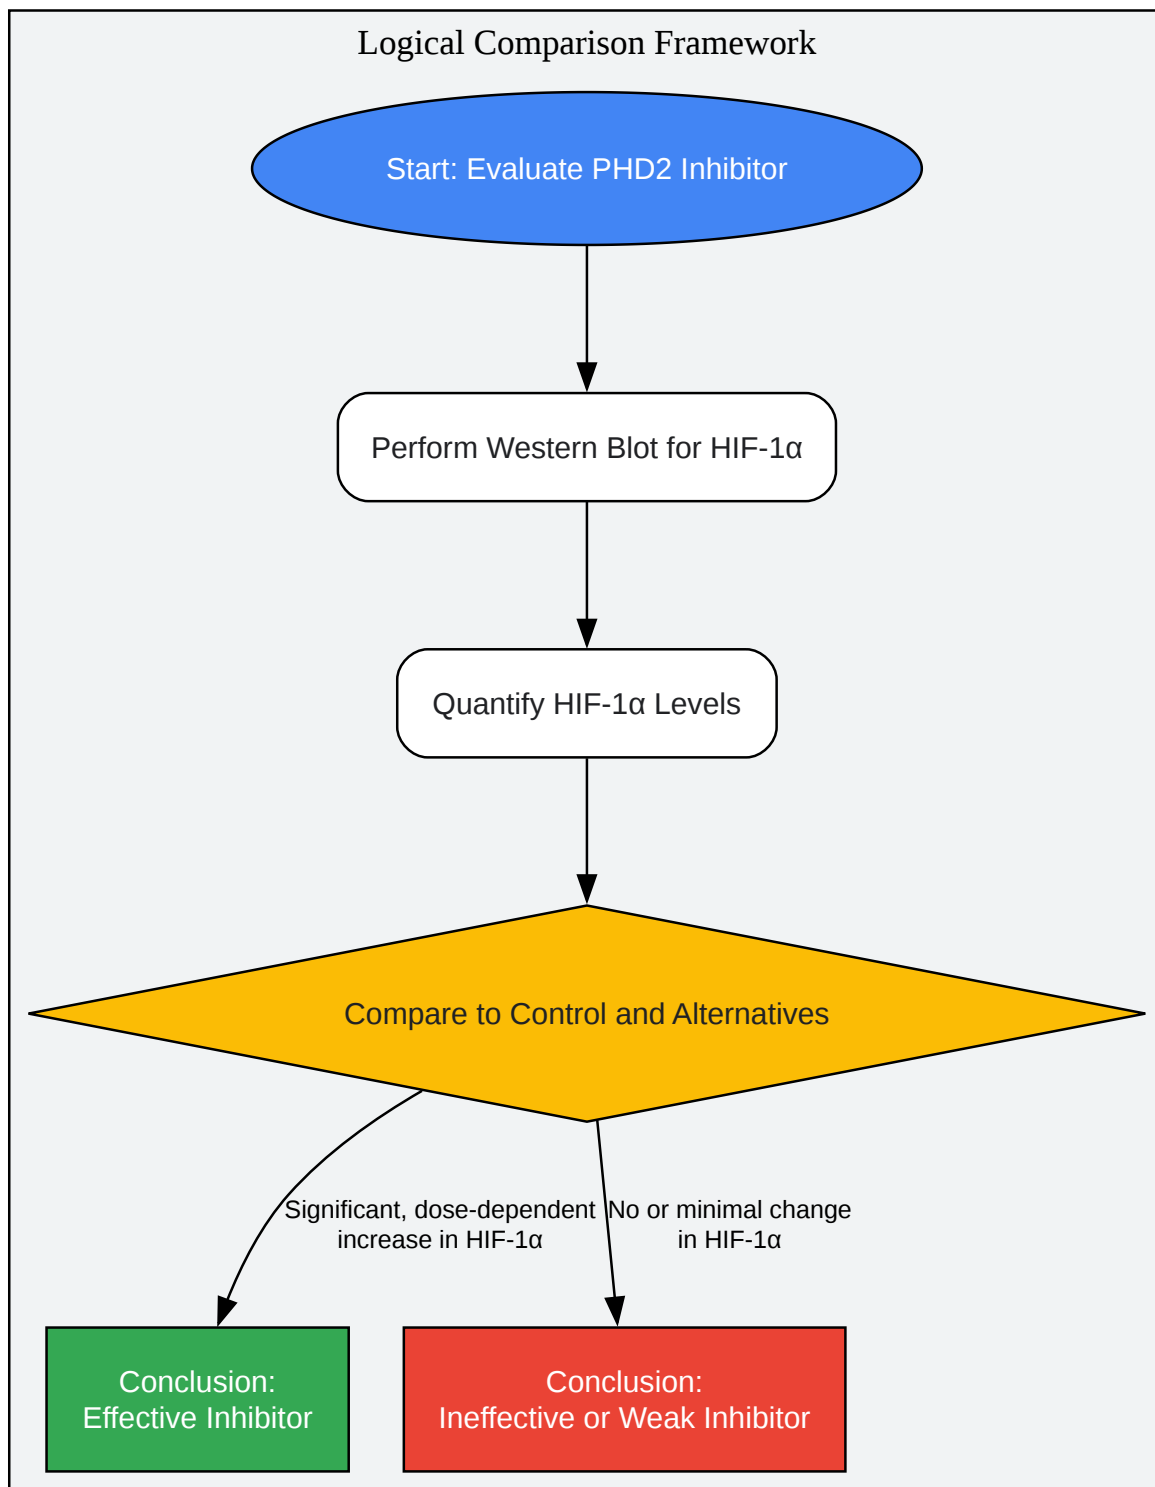 Logical Comparison Framework
Start: Evaluate PHD2 Inhibitor
Perform Western Blot for HIF-1α
Quantify HIF-1α Levels
Compare to Control and Alternatives
Significant, dose-dependent
increase in HIF-1α
No or minimal change
in HIF-1α
Conclusion:
Effective Inhibitor
Conclusion:
Ineffective or Weak Inhibitor